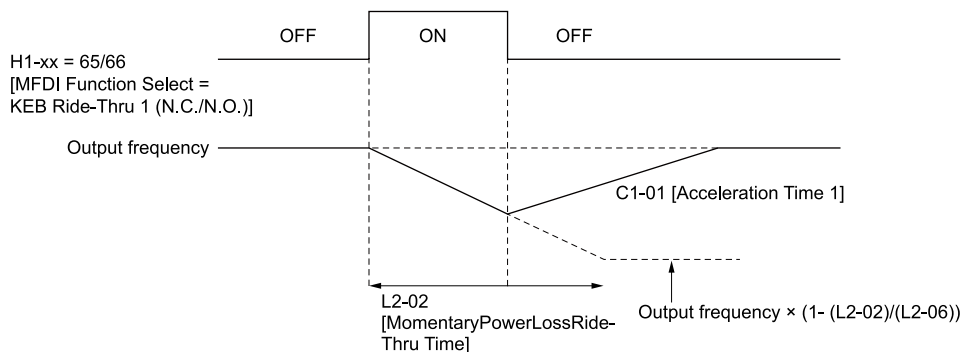 OFF
ON
OFF
H1-xx = 65/66
[MFDI Function Select =
KEB Ride-Thru 1 (N.C./N.O.)]
Output frequency
C1-01 [Acceleration Time 1]
L2-02
[MomentaryPowerLossRide-
Thru Time]
Output frequency × (1- (L2-02)/(L2-06))